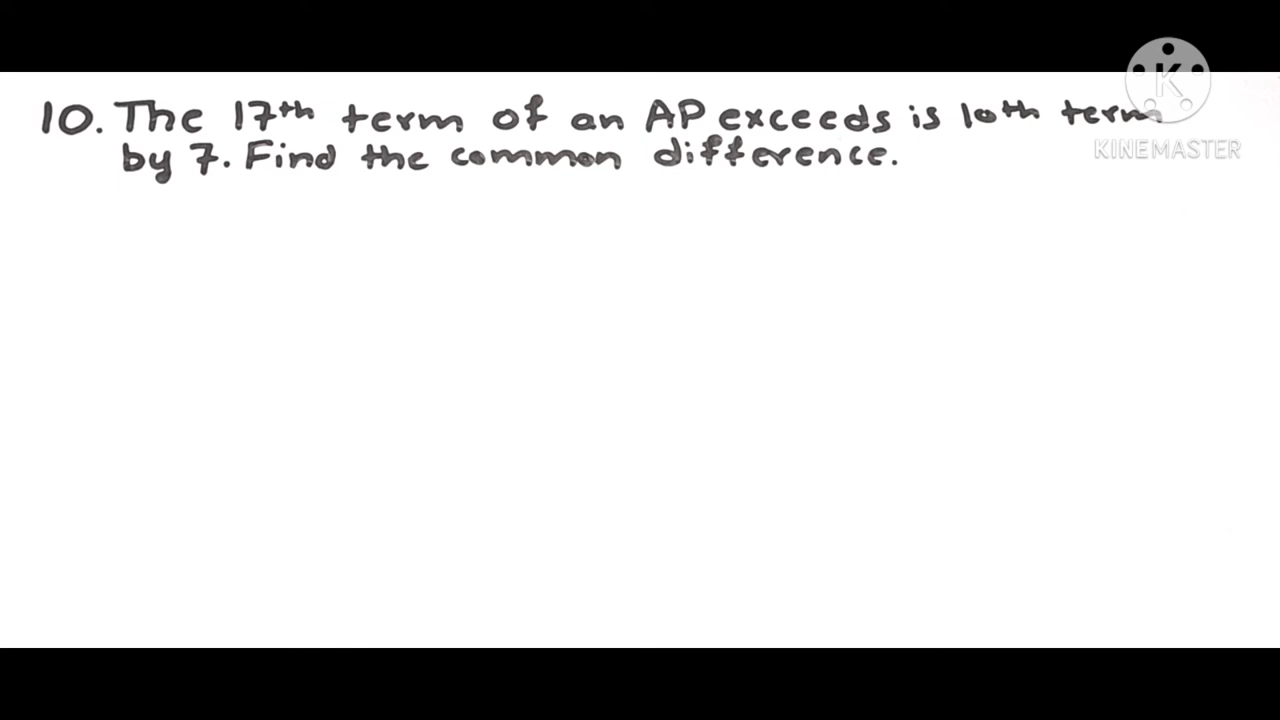 10. The 17th term of an AP exceeds is 10th term
by 7. Find the common difference.
K
KINEMASTER